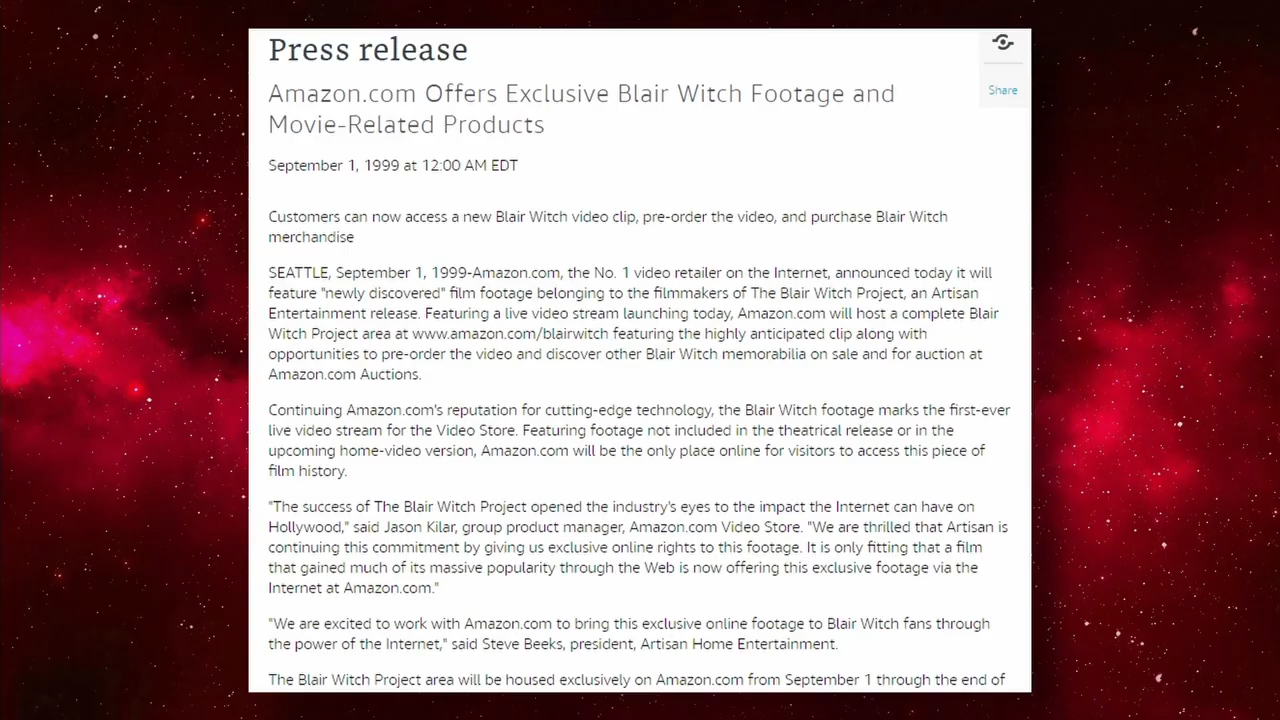 Press release
Share
Amazon.com Offers Exclusive Blair Witch Footage and
Movie-Related Products
September 1, 1999 at 12:00 AM EDT
Customers can now access a new Blair Witch video clip, pre-order the video, and purchase Blair Witch
merchandise
SEATTLE, September 1, 1999-Amazon.com, the No. 1 video retailer on the Internet, announced today it will
feature "newly discovered" film footage belonging to the filmmakers of The Blair Witch Project, an Artisan
Entertainment release. Featuring a live video stream launching today, Amazon.com will host a complete Blair
Witch Project area at www.amazon.com/blairwitch featuring the highly anticipated clip along with
opportunities to pre-order the video and discover other Blair Witch memorabilia on sale and for auction at
Amazon.com Auctions.
Continuing Amazon.com's reputation for cutting-edge technology, the Blair Witch footage marks the first-ever
live video stream for the Video Store. Featuring footage not included in the theatrical release or in the
upcoming home-video version, Amazon.com will be the only place online for visitors to access this piece of
film history.
"The success of The Blair Witch Project opened the industry's eyes to the impact the Internet can have on
Hollywood," said Jason Kilar, group product manager, Amazon.com Video Store. "We are thrilled that Artisan is
continuing this commitment by giving us exclusive online rights to this footage. It is only fitting that a film
that gained much of its massive popularity through the Web is now offering this exclusive footage via the
Internet at Amazon.com."
"We are excited to work with Amazon.com to bring this exclusive online footage to Blair Witch fans through
the power of the Internet," said Steve Beeks, president, Artisan Home Entertainment.
The Blair Witch Project area will be housed exclusively on Amazon.com from September 1 through the end of